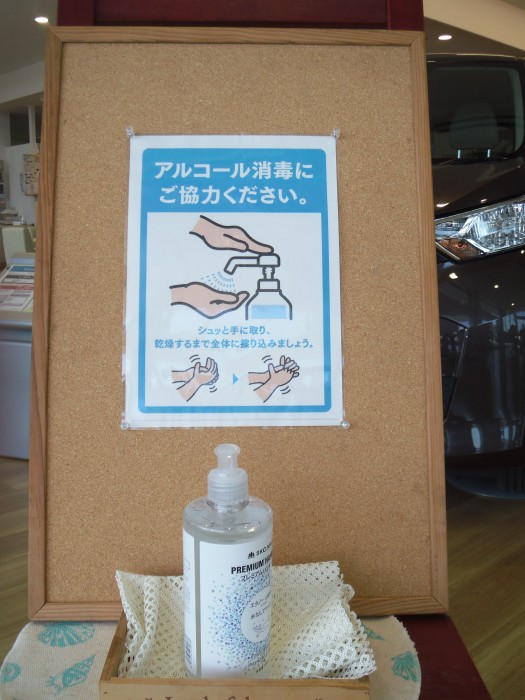 アルコール消毒に
ご協力ください。
シュッと手に取り、
乾燥するまで全体に擦り込みましょう。
PREMIUM